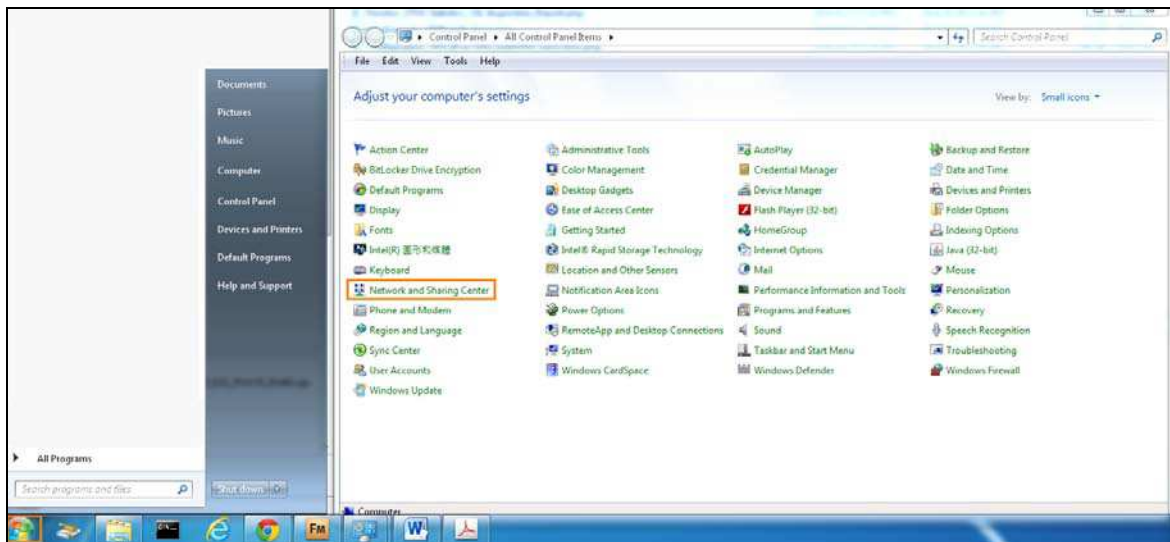 Control Panel ▸ All Control Panel Items ▸
Search Control Panel
File Edit View Tools Help
Adjust your computer's settings
View by: Small icons
Action Center
Administrative Tools
AutoPlay
Backup and Restore
BitLocker Drive Encryption
Color Management
Credential Manager
Date and Time
Default Programs
Desktop Gadgets
Device Manager
Devices and Printers
Display
Ease of Access Center
Flash Player (32-bit)
Folder Options
Fonts
Getting Started
HomeGroup
Indexing Options
Intel(R) 圖形和媒體
Intel® Rapid Storage Technology
Internet Options
Java (32-bit)
Keyboard
Location and Other Sensors
Mail
Mouse
Network and Sharing Center
Notification Area Icons
Performance Information and Tools
Personalization
Phone and Modem
Power Options
Programs and Features
Recovery
Region and Language
RemoteApp and Desktop Connections
Sound
Speech Recognition
Sync Center
System
Taskbar and Start Menu
Troubleshooting
User Accounts
Windows CardSpace
Windows Defender
Windows Firewall
Windows Update
Computer
Documents
Pictures
Music
Computer
Control Panel
Devices and Printers
Default Programs
Help and Support
All Programs
Search programs and files
Shut down
FM
W